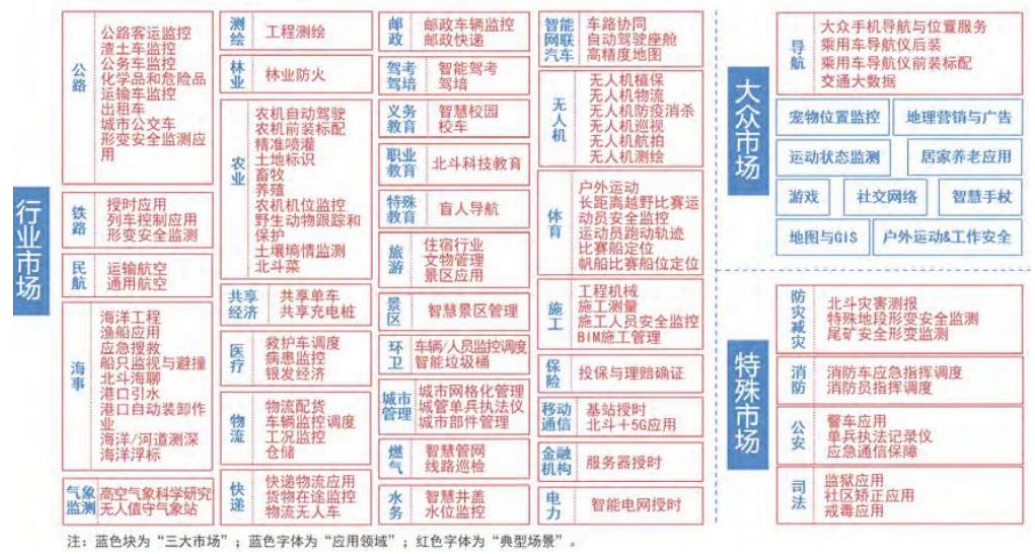 行业市场
公路
公路客运监控
渣土车监控
公务车监控
化学品和危险品
运输车监控
出租车
城市公交车
形变安全监测应
用
铁路
授时应用
列车控制应用
形变安全监测
民航
运输航空
通用航空
海事
海洋工程
渔船应用
应急搜救
船只监视与避撞
北斗海聊
港口引水
港口自动装卸作
业
海洋/河道测深
海洋浮标
气象
监测
高空气象科学研究
无人值守气象站
测绘
工程测绘
林业
林业防火
农业
农机自动驾驶
农机前装标配
精准喷灌
土地标识
畜牧
养殖
农机机位监控
野生动物跟踪和
保护
土壤墒情监测
北斗菜
共享
经济
共享单车
共享充电桩
医疗
救护车调度
病患监控
银发经济
物流
物流配货
车辆监控调度
工况监控
仓储
快递
快递物流应用
货物在途监控
物流无人车
邮政
邮政车辆监控
邮政快递
驾考
驾培
智能驾考
驾培
义务
教育
智慧校园
校车
职业
教育
北斗科技教育
特殊
教育
盲人导航
旅游
住宿行业
文物管理
景区应用
景区
智慧景区管理
环卫
车辆/人员监控调度
智能垃圾桶
城市
管理
城市网格化管理
城管单兵执法仪
城市部件管理
燃气
智慧管网
线路巡检
水务
智慧井盖
水位监控
智能
网联
汽车
车路协同
自动驾驶座舱
高精度地图
无人机
无人机植保
无人机物流
无人机防疫消杀
无人机巡视
无人机航拍
无人机测绘
体育
户外运动
长距离越野比赛运
动员安全监控
运动员跑动轨迹
比赛船定位
帆船比赛船位定位
施工
工程机械
施工测量
施工人员安全监控
BIM施工管理
保险
投保与理赔确证
移动
通信
基站授时
北斗+5G应用
金融
机构
服务器授时
电力
智能电网授时
大众市场
导航
大众手机导航与位置服务
乘用车导航仪后装
乘用车导航仪前装标配
交通大数据
宠物位置监控
地理营销与广告
运动状态监测
居家养老应用
游戏
社交网络
智慧手杖
地图与GIS
户外运动&工作安全
特殊市场
防灾减灾
北斗灾害测报
特殊地段形变安全监测
尾矿安全形变监测
消防
消防车应急指挥调度
消防员指挥调度
公安
警车应用
单兵执法记录仪
应急通信保障
司法
监狱应用
社区矫正应用
戒毒应用
注：蓝色块为“三大市场”；蓝色字体为“应用领域”；红色字体为“典型场景”。